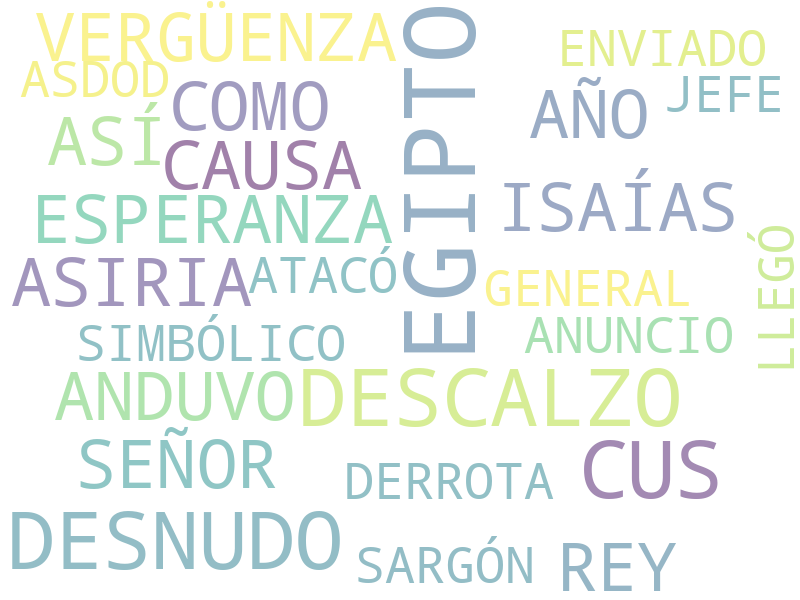 VERGÜENZA
EGIPTO
ENVIADO
ASDOD
COMO
AÑO
JEFE
ASÍ
CAUSA
ESPERANZA
ISAÍAS
ASIRIA
ATACÓ
GENERAL
LLEGÓ
SIMBÓLICO
ANUNCIO
ANDUVO
DESCALZO
SEÑOR
DERROTA
CUS
DESNUDO
SARGÓN
REY